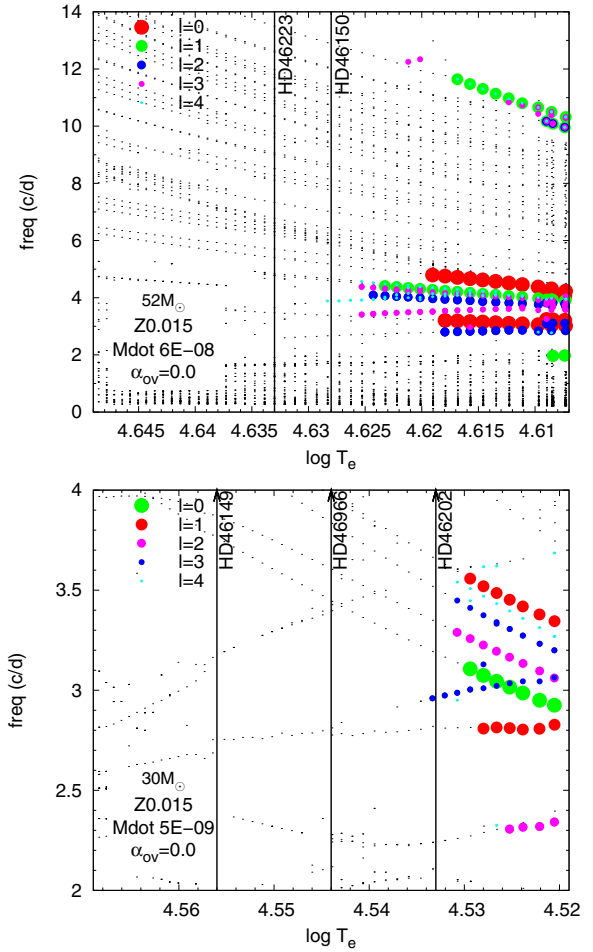 14
12
10
8
6
4
2
0
freq (c/d)
l=0
l=1
l=2
l=3
l=4
HD46223
HD46150
52M☉
Z0.015
Mdot 6E−08
α_ov=0.0
4.645 4.64 4.635 4.63 4.625 4.62 4.615 4.61
log T_e
4
3.5
3
2.5
2
freq (c/d)
l=0
l=1
l=2
l=3
l=4
HD46149
HD46966
HD46202
30M☉
Z0.015
Mdot 5E−09
α_ov=0.0
4.56 4.55 4.54 4.53 4.52
log T_e